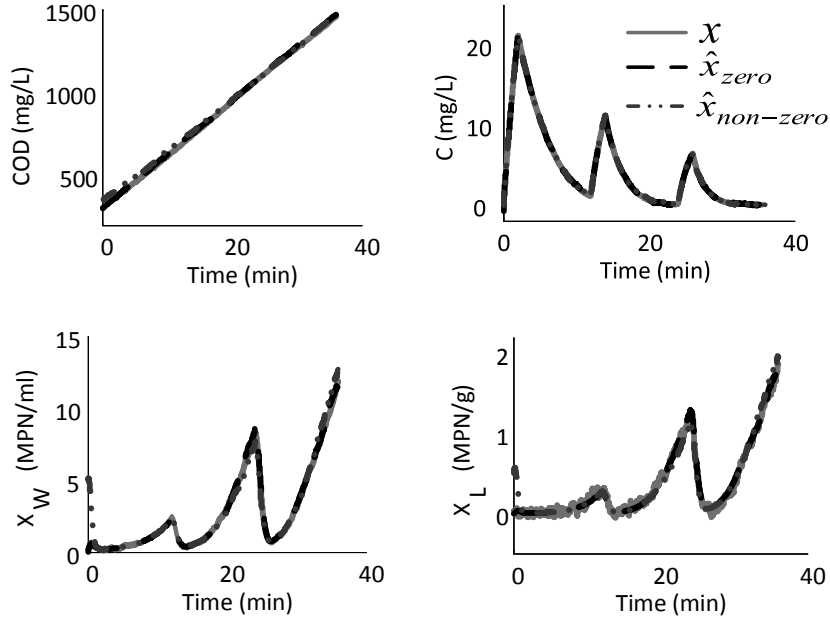 1500
1000
500
0 20 40
COD (mg/L)
Time (min)
20
10
0
0 20 40
C (mg/L)
Time (min)
x
x̂zero
x̂non−zero
15
10
5
0
0 20 40
XW (MPN/ml)
Time (min)
2
1
0
0 20 40
XL (MPN/g)
Time (min)